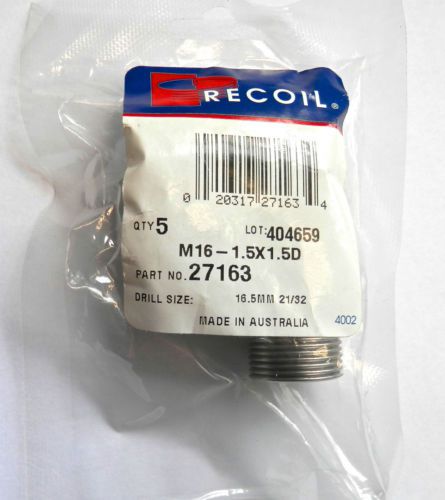 RECOIL®
0 20317 27163 4
QTY 5 LOT: 404659
M16-1.5X1.5D
PART NO. 27163
DRILL SIZE: 16.5MM 21/32
MADE IN AUSTRALIA
4002